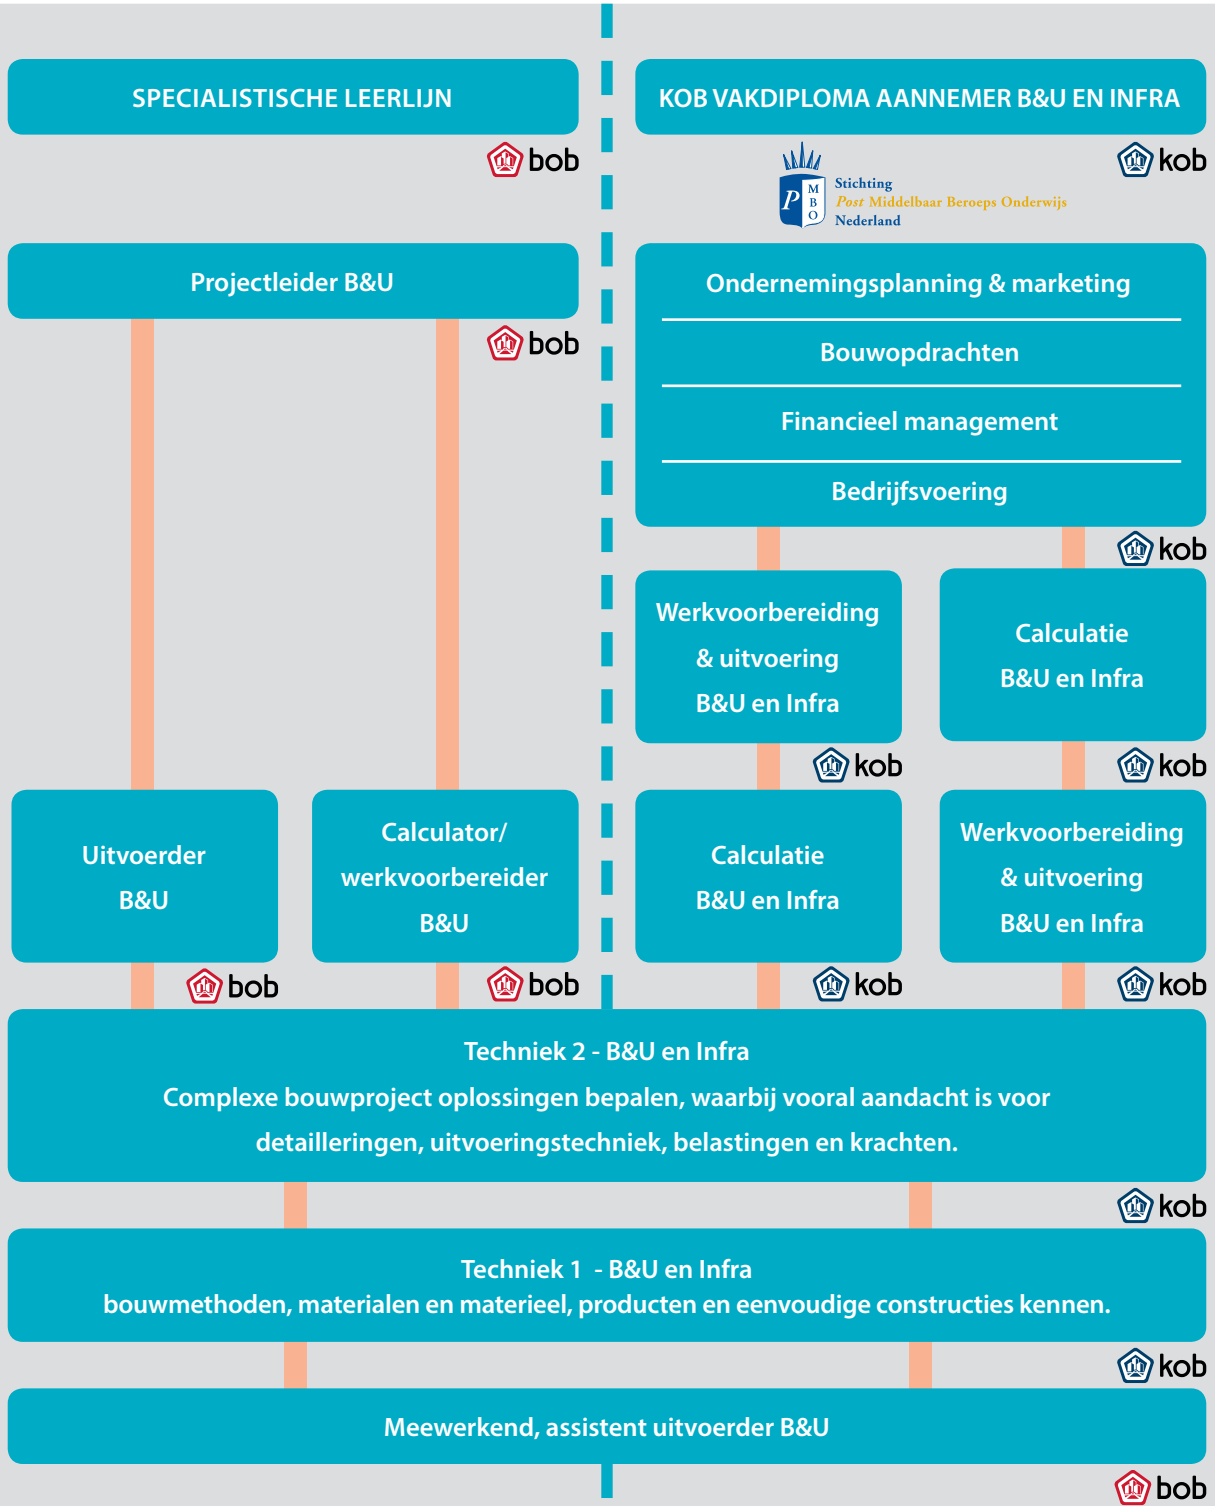 SPECIALISTISCHE LEERLIJN
bob
Projectleider B&U
bob
Uitvoerder
B&U
bob
Calculator/
werkvoorbereider
B&U
bob
KOB VAKDIPLOMA AANNEMER B&U EN INFRA
kob
P
M
B
O
Stichting
Post Middelbaar Beroeps Onderwijs
Nederland
Ondernemingsplanning & marketing
Bouwopdrachten
Financieel management
Bedrijfsvoering
kob
Werkvoorbereiding
& uitvoering
B&U en Infra
kob
Calculatie
B&U en Infra
kob
Calculatie
B&U en Infra
kob
Werkvoorbereiding
& uitvoering
B&U en Infra
kob
Techniek 2 - B&U en Infra
Complexe bouwproject oplossingen bepalen, waarbij vooral aandacht is voor
detailleringen, uitvoeringstechniek, belastingen en krachten.
kob
Techniek 1 - B&U en Infra
bouwmethoden, materialen en materieel, producten en eenvoudige constructies kennen.
kob
Meewerkend, assistent uitvoerder B&U
bob